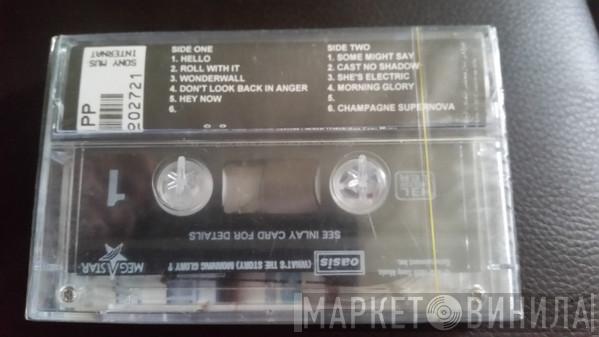 SONY MUS
INTERNAT
PP
202721
SIDE ONE
1. HELLO
2. ROLL WITH IT
3. WONDERWALL
4. DON'T LOOK BACK IN ANGER
5. HEY NOW
6.
SIDE TWO
1. SOME MIGHT SAY
2. CAST NO SHADOW
3. SHE'S ELECTRIC
4. MORNING GLORY
5.
6. CHAMPAGNE SUPERNOVA
1
SEE INLAY CARD FOR DETAILS
oasis
(WHAT'S THE STORY) MORNING GLORY ?
MEGASTAR
МАРКЕТ ВИНИЛА